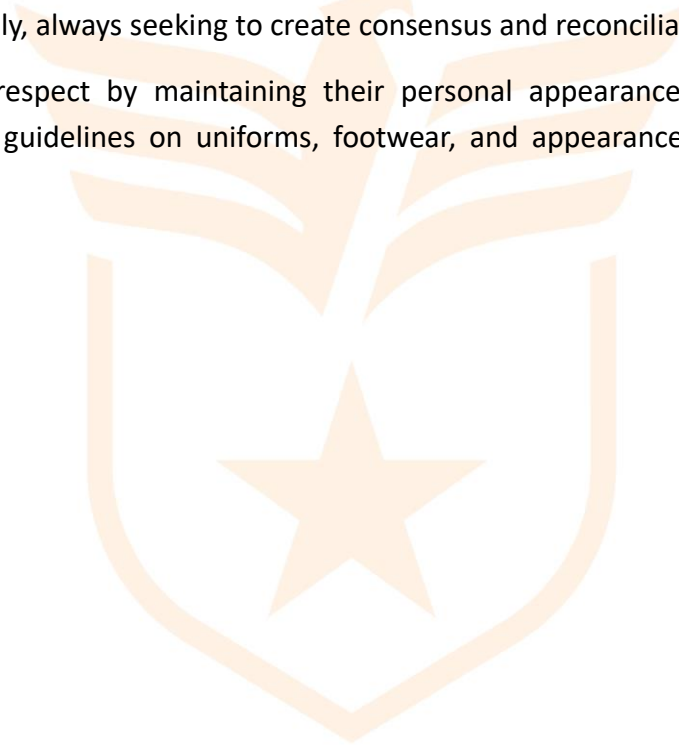 ly, always seeking to create consensus and reconcilia
respect by maintaining their personal appearance
guidelines on uniforms, footwear, and appearance